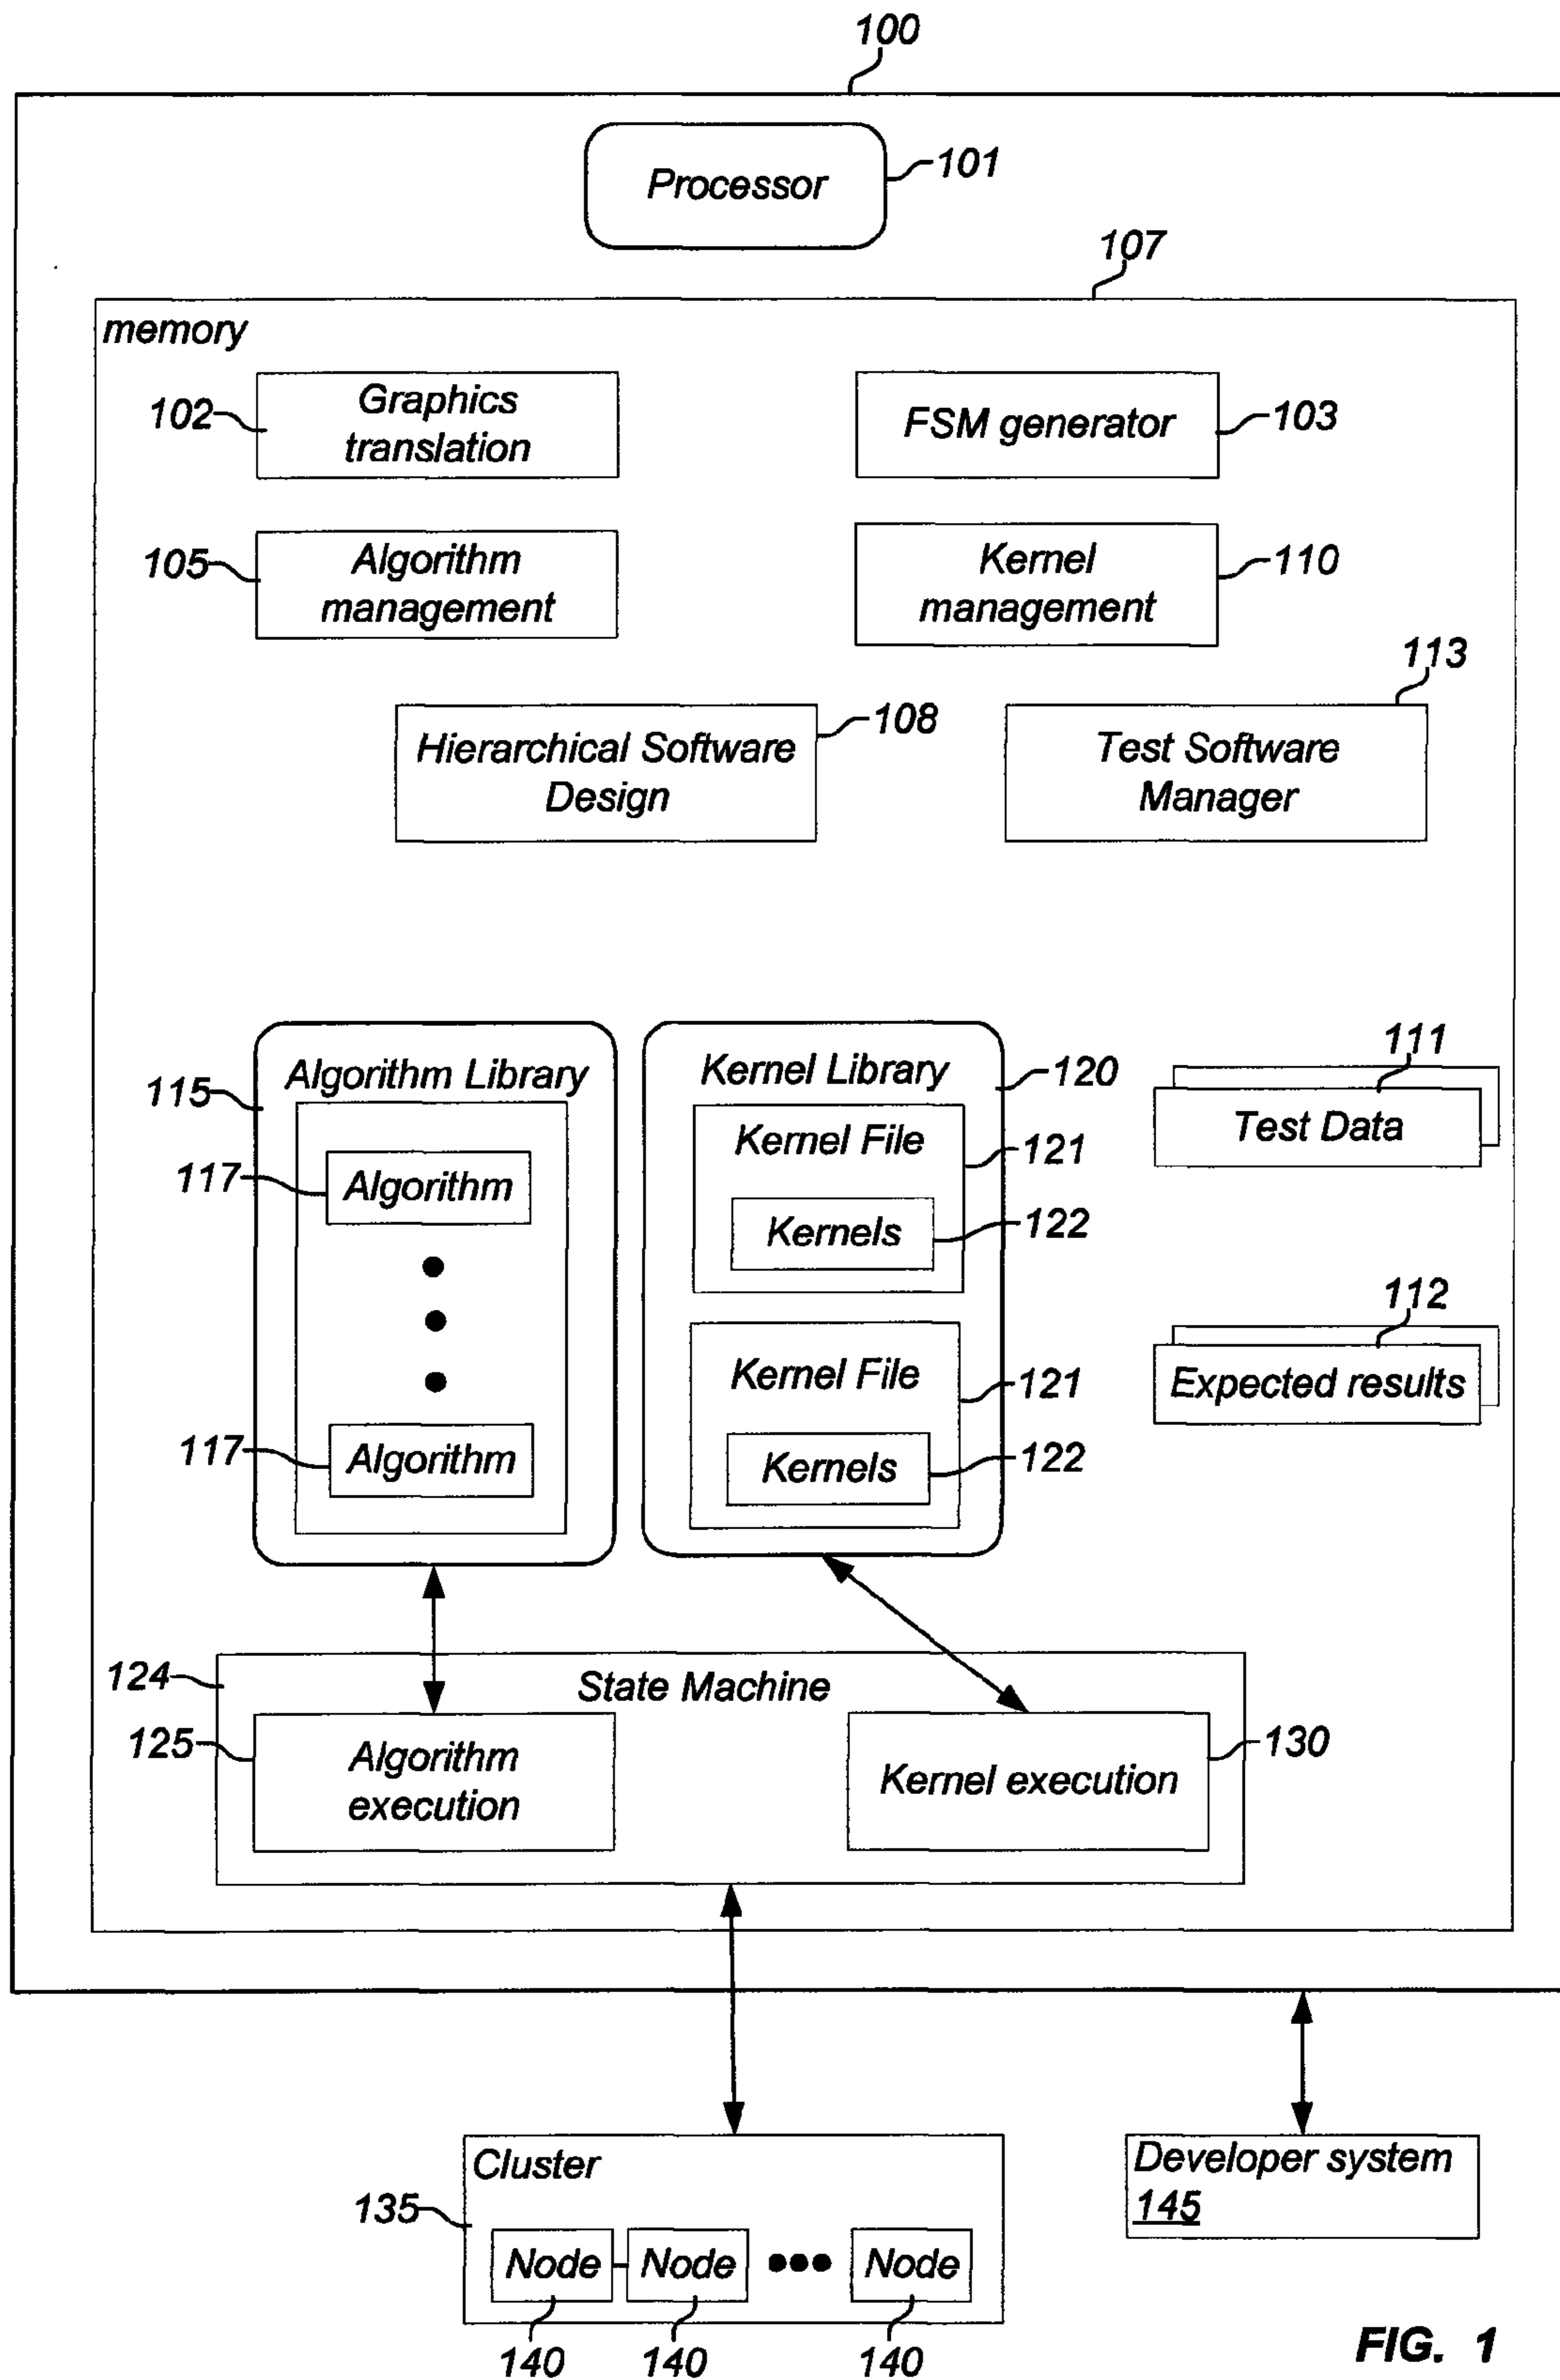 100
Processor
101
107
memory
102
Graphics
translation
FSM generator
103
105
Algorithm
management
Kernel
management
110
113
Hierarchical Software
Design
108
Test Software
Manager
115
Algorithm Library
117
Algorithm
117
Algorithm
Kernel Library
120
Kernel File
121
Kernels
122
Kernel File
121
Kernels
122
111
Test Data
112
Expected results
124
State Machine
125
Algorithm
execution
Kernel execution
130
Cluster
135
Node
Node
Node
140
140
140
Developer system
145
FIG. 1